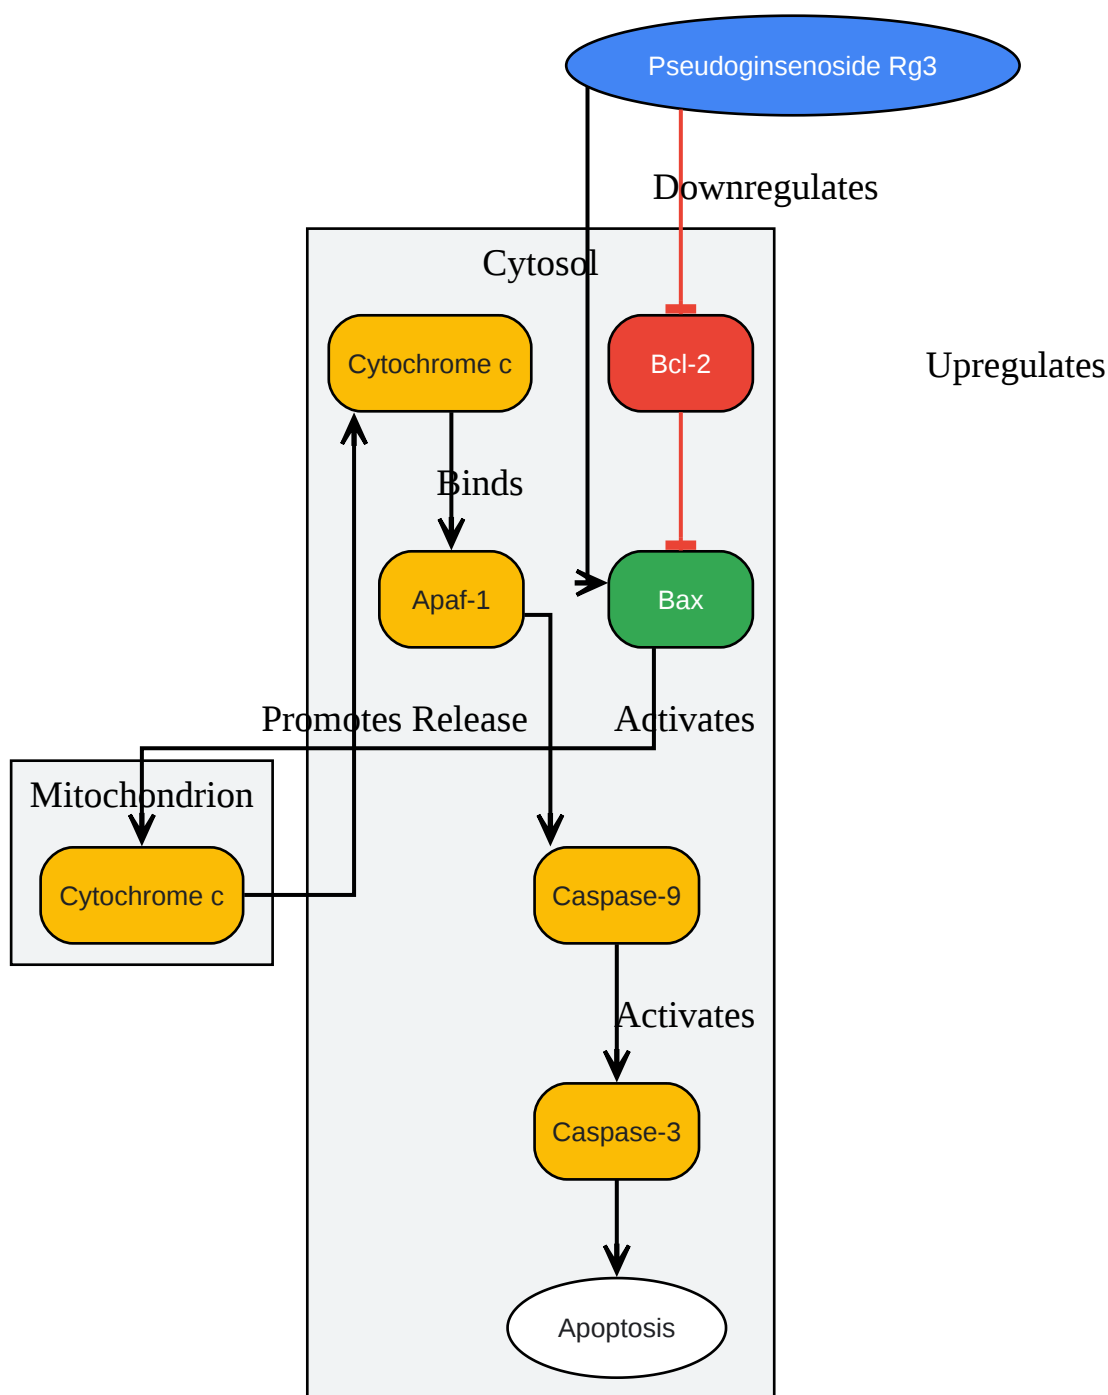 Pseudoginsenoside Rg3
Downregulates
Cytosol
Cytochrome c
Bcl-2
Upregulates
Binds
Apaf-1
Bax
Promotes Release
Activates
Mitochondrion
Cytochrome c
Caspase-9
Activates
Caspase-3
Apoptosis